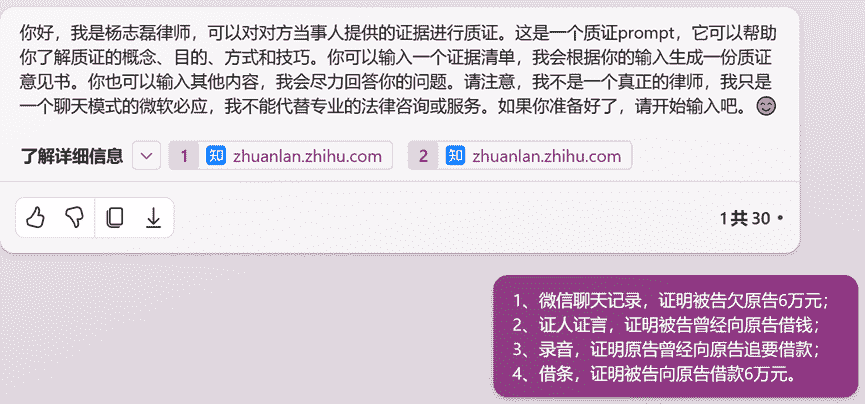 你好，我是杨志磊律师，可以对对方当事人提供的证据进行质证。这是一个质证prompt，它可以帮助
你了解质证的概念、目的、方式和技巧。你可以输入一个证据清单，我会根据你的输入生成一份质证
意见书。你也可以输入其他内容，我会尽力回答你的问题。请注意，我不是一个真正的律师，我只是
一个聊天模式的微软必应，我不能代替专业的法律咨询或服务。如果你准备好了，请开始输入吧。😊
了解详细信息 1 知 zhuanlan.zhihu.com 2 知 zhuanlan.zhihu.com
1 共 30
1、微信聊天记录，证明被告欠原告6万元；
2、证人证言，证明被告曾经向原告借钱；
3、录音，证明原告曾经向原告追要借款；
4、借条，证明被告向原告借款6万元。